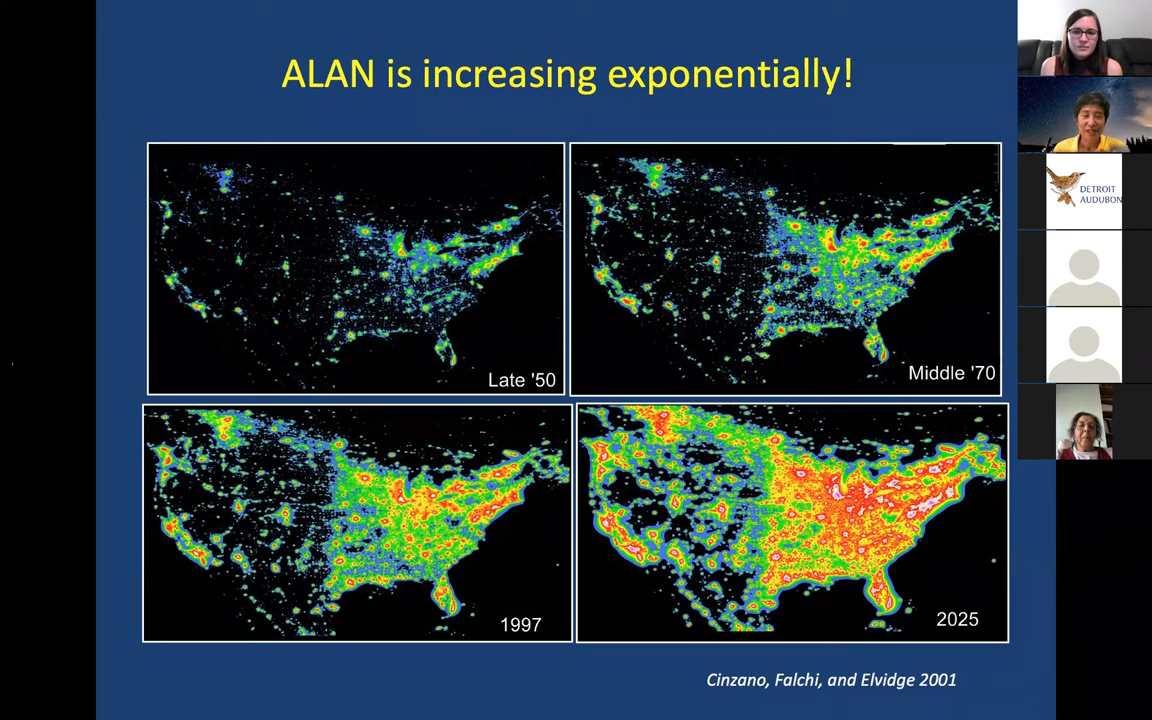 ALAN is increasing exponentially!
Late '50
Middle '70
1997
2025
Cinzano, Falchi, and Elvidge 2001
DETROIT
AUDUBON